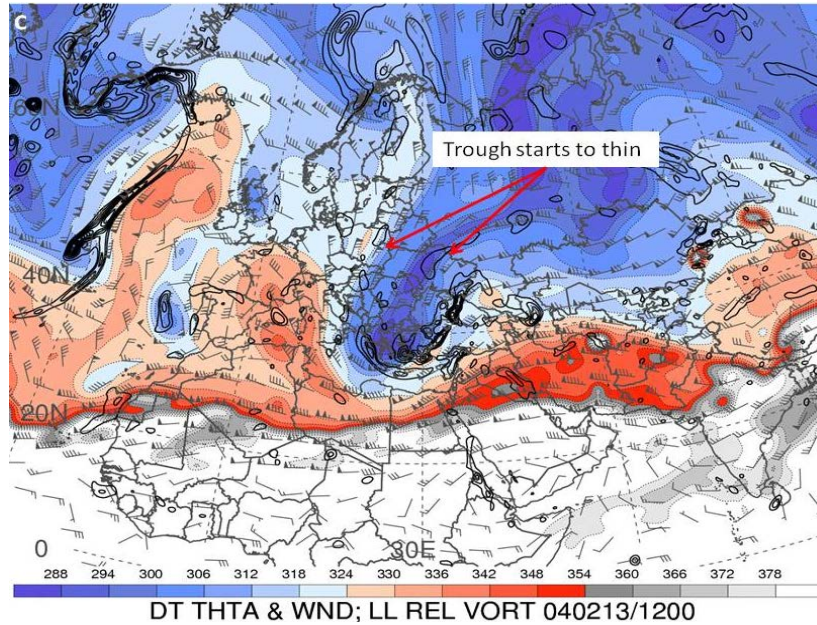 c
60N
Trough starts to thin
40N
20N
0
30E
288 294 300 306 312 318 324 330 336 342 348 354 360 366 372 378
DT THTA & WND; LL REL VORT 040213/1200